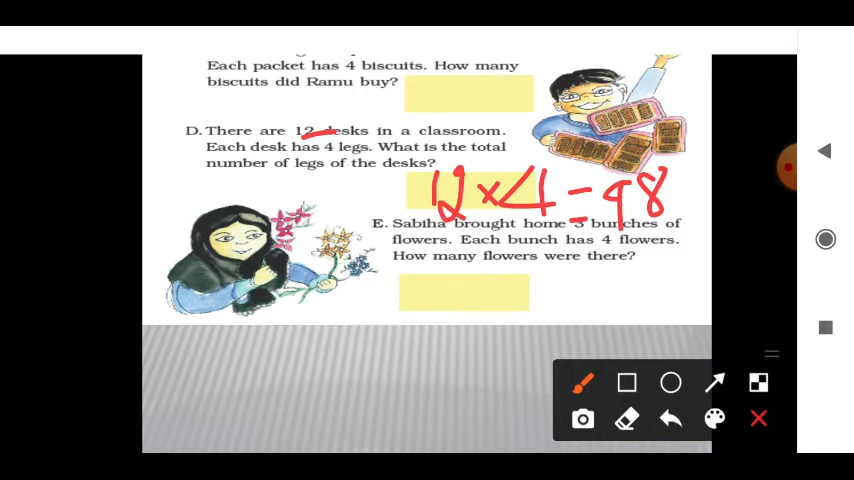 Each packet has 4 biscuits. How many
biscuits did Ramu buy?
D. There are 12 desks in a classroom.
Each desk has 4 legs. What is the total
number of legs of the desks?
12 × 4 = 98
E. Sabiha brought home 3 bunches of
flowers. Each bunch has 4 flowers.
How many flowers were there?